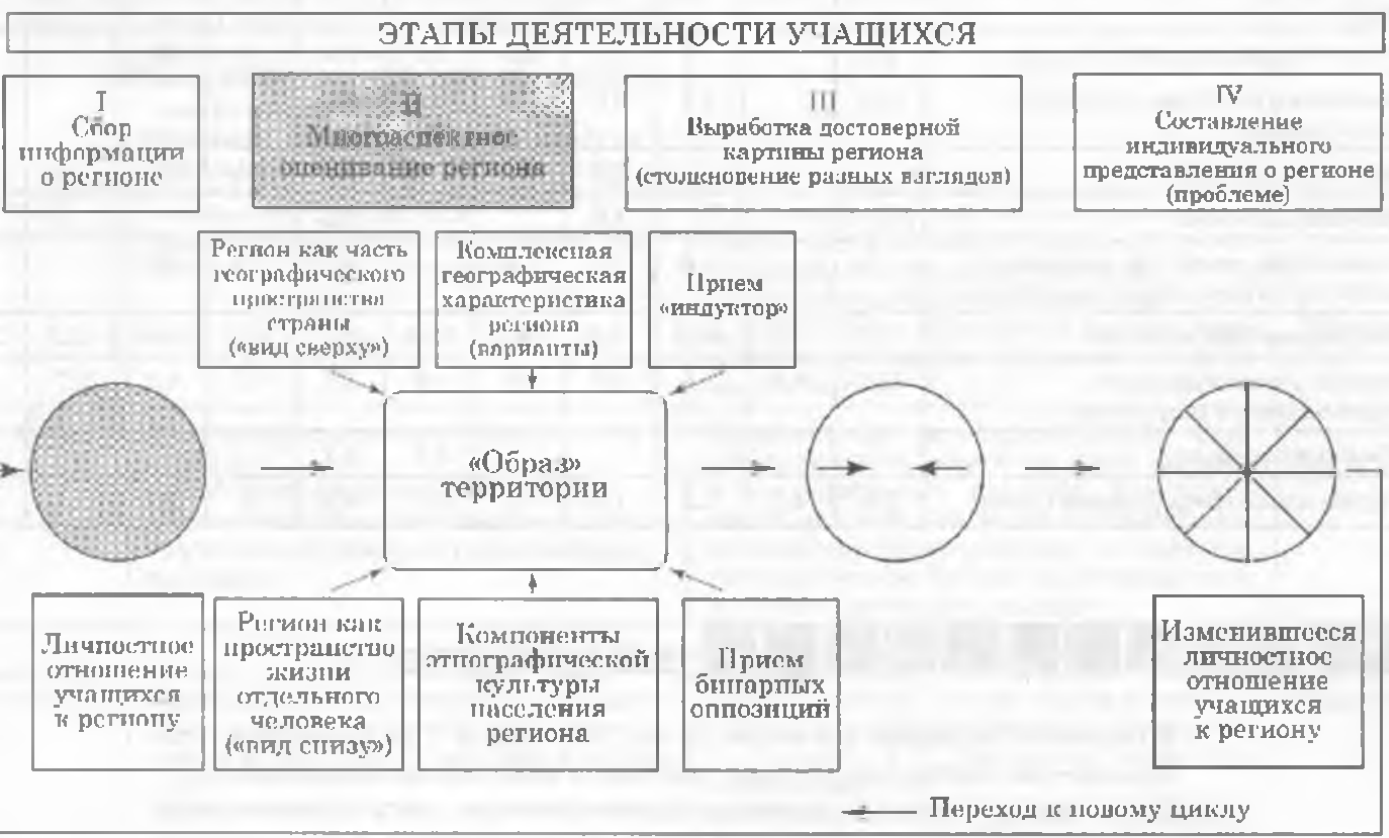 ЭТАПЫ ДЕЯТЕЛЬНОСТИ УЧАЩИХСЯ
I
Сбор
информации
о регионе
II
Многоаспектное
оценивание региона
III
Выработка достоверной
картины региона
(столкновение разных взглядов)
IV
Составление
индивидуального
представления о регионе
(проблеме)
Регион как часть
географического
пространства
страны
(«вид сверху»)
Комплексная
географическая
характеристика
региона
(варианты)
Прием
«индуктор»
«Образ»
территории
Личностное
отношение
учащихся
к региону
Регион как
пространство
жизни
отдельного
человека
(«вид снизу»)
Компоненты
этнографической
культуры
населения
региона
Прием
бинарных
оппозиций
Изменившееся
личностное
отношение
учащихся
к региону
Переход к новому циклу